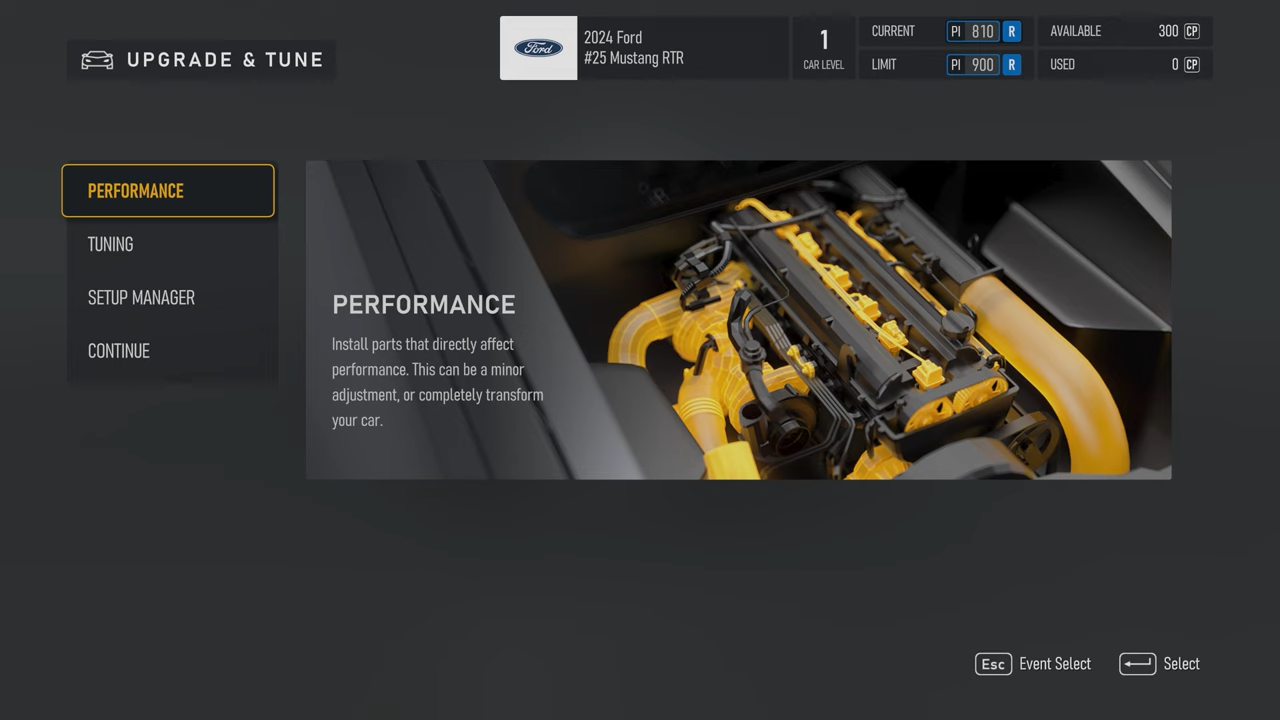 UPGRADE & TUNE
Ford
2024 Ford
#25 Mustang RTR
1
CAR LEVEL
CURRENT PI 810 R
LIMIT PI 900 R
AVAILABLE 300 CP
USED 0 CP
PERFORMANCE
TUNING
SETUP MANAGER
CONTINUE
PERFORMANCE
Install parts that directly affect
performance. This can be a minor
adjustment, or completely transform
your car.
Esc Event Select
Select